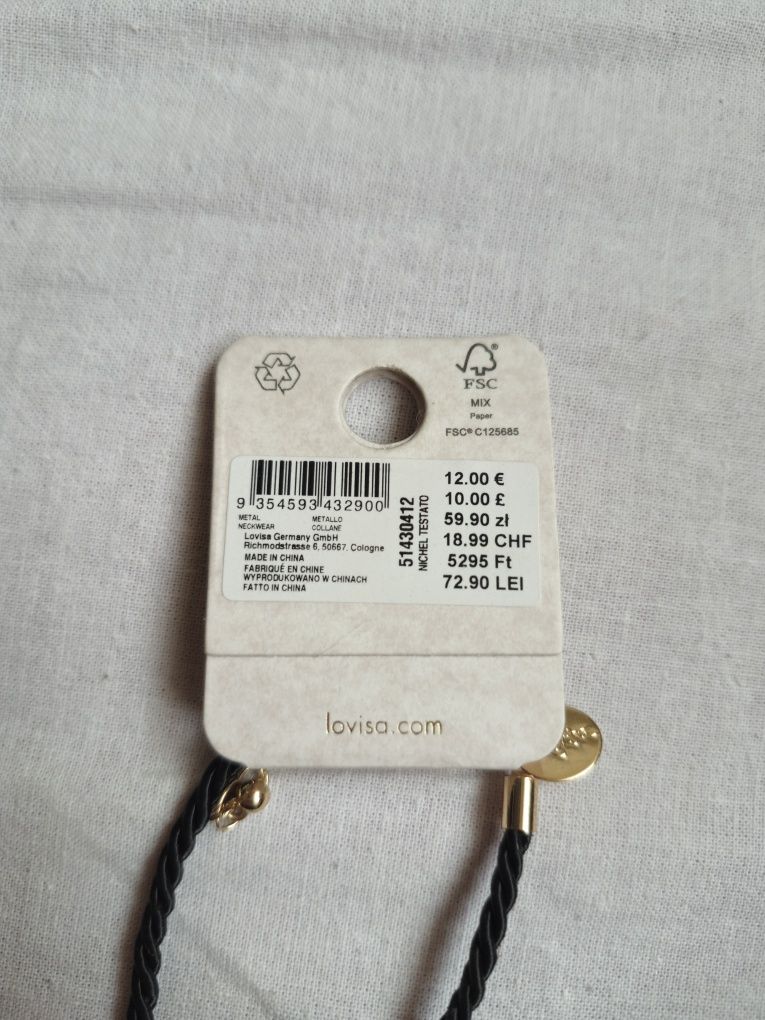 FSC®
MIX
Paper
FSC® C125685
9 354593 432900
METAL METALLO
NECKWEAR COLLANE
Lovisa Germany GmbH
Richmodstrasse 6, 50667. Cologne
MADE IN CHINA
FABRIQUÉ EN CHINE
WYPRODUKOWANO W CHINACH
FATTO IN CHINA
51430412
NICHEL TESTATO
12.00 €
10.00 £
59.90 zł
18.99 CHF
5295 Ft
72.90 LEI
lovisa.com